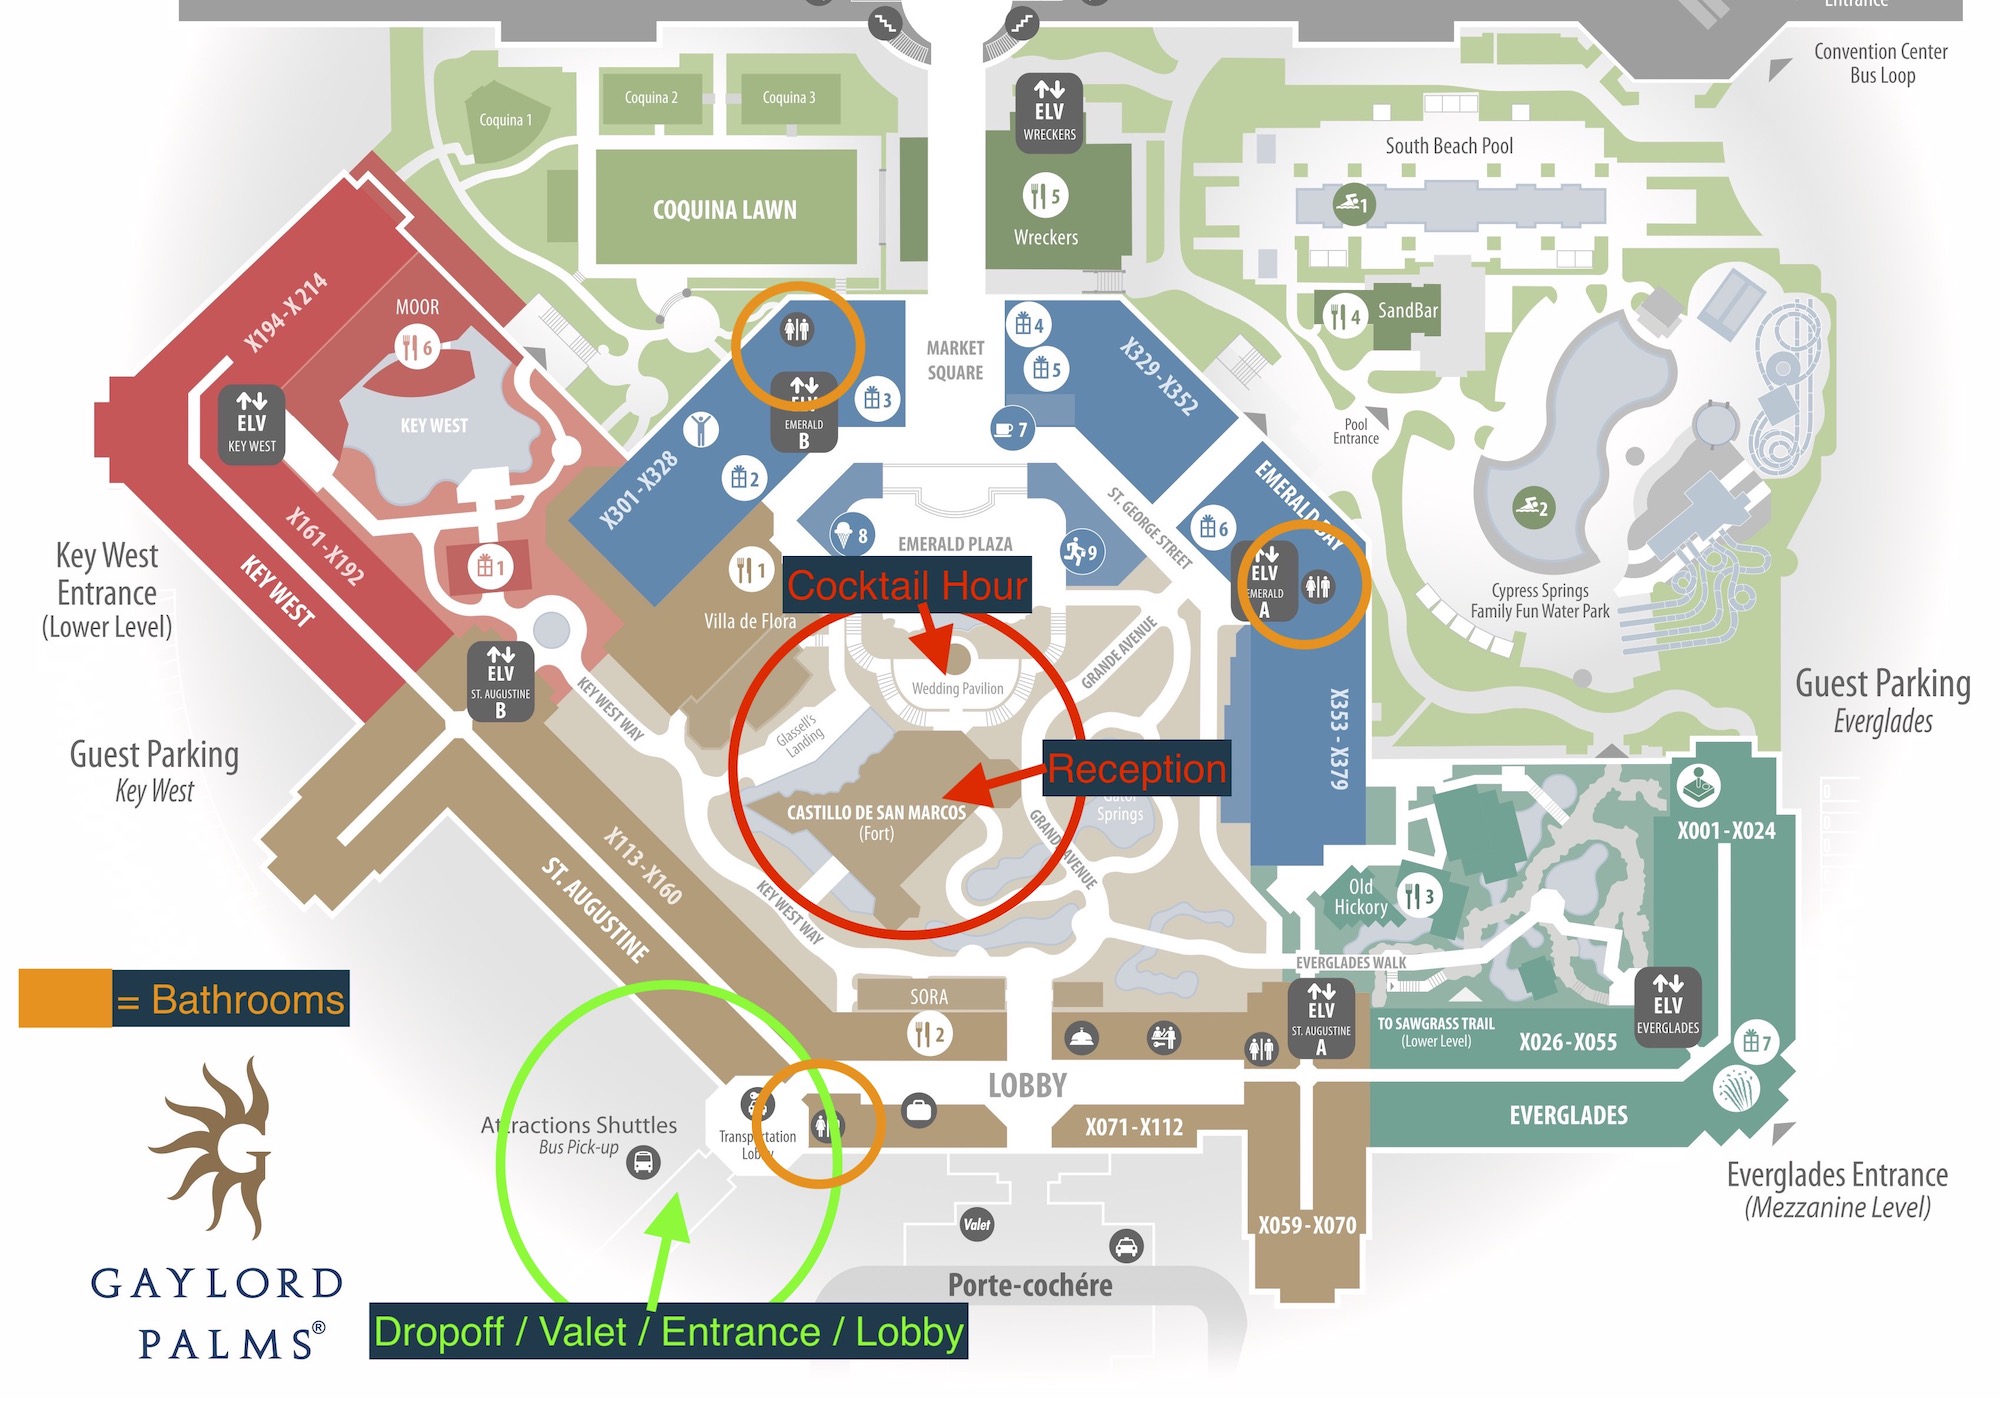 Entrance
Convention Center
Bus Loop
Coquina 1
Coquina 2
Coquina 3
COQUINA LAWN
ELV
WRECKERS
5
Wreckers
South Beach Pool
1
4
SandBar
Pool
Entrance
2
Cypress Springs
Family Fun Water Park
X194-X214
MOOR
6
KEY WEST
ELV
KEY WEST
X161-X192
KEY WEST
1
Key West
Entrance
(Lower Level)
Guest Parking
Key West
ELV
EMERALD
B
3
2
X301-X328
MARKET
SQUARE
4
5
7
X329-X352
EMERALD BAY
6
ST. GEORGE STREET
8
EMERALD PLAZA
9
ELV
EMERALD
A
X353 - X379
1
Villa de Flora
Cocktail Hour
Wedding Pavilion
GRANDE AVENUE
Glassell's
Landing
Reception
CASTILLO DE SAN MARCOS
(Fort)
Gator
Springs
GRAND AVENUE
ELV
ST. AUGUSTINE
B
KEY WEST WAY
KEY WEST WAY
X113-X160
ST. AUGUSTINE
Guest Parking
Everglades
X001-X024
Old
Hickory
3
EVERGLADES WALK
ELV
ST. AUGUSTINE
A
TO SAWGRASS TRAIL
(Lower Level)
X026-X055
ELV
EVERGLADES
7
EVERGLADES
Everglades Entrance
(Mezzanine Level)
SORA
2
LOBBY
X071-X112
X059-X070
= Bathrooms
Attractions Shuttles
Bus Pick-up
Transportation
Lobby
Valet
Porte-cochére
Dropoff / Valet / Entrance / Lobby
G
GAYLORD
PALMS®